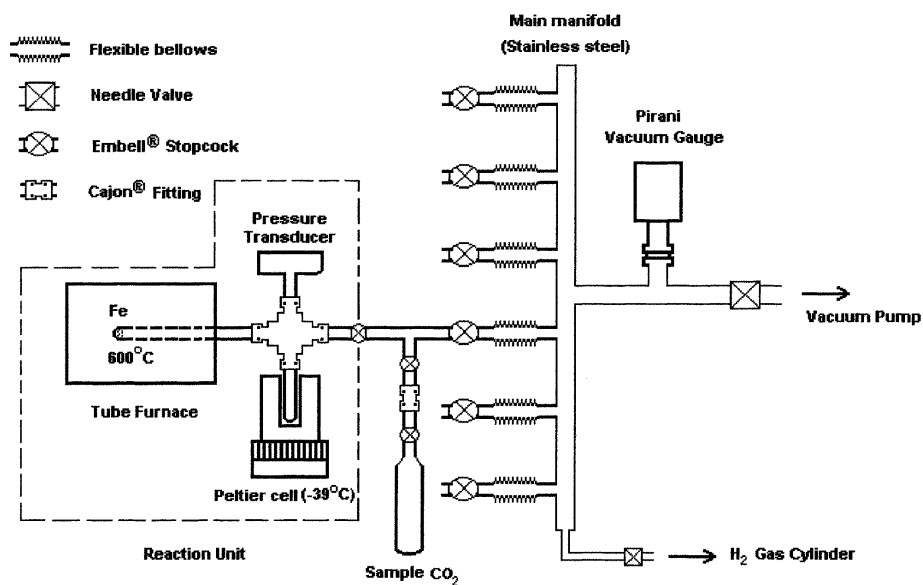 Main manifold
(Stainless steel)
Flexible bellows
Needle Valve
Embell® Stopcock
Cajon® Fitting
Pirani
Vacuum Gauge
Pressure
Transducer
Fe
600°C
Vacuum Pump
Tube Furnace
Peltier cell (-39°C)
Reaction Unit
Sample CO₂
H₂ Gas Cylinder